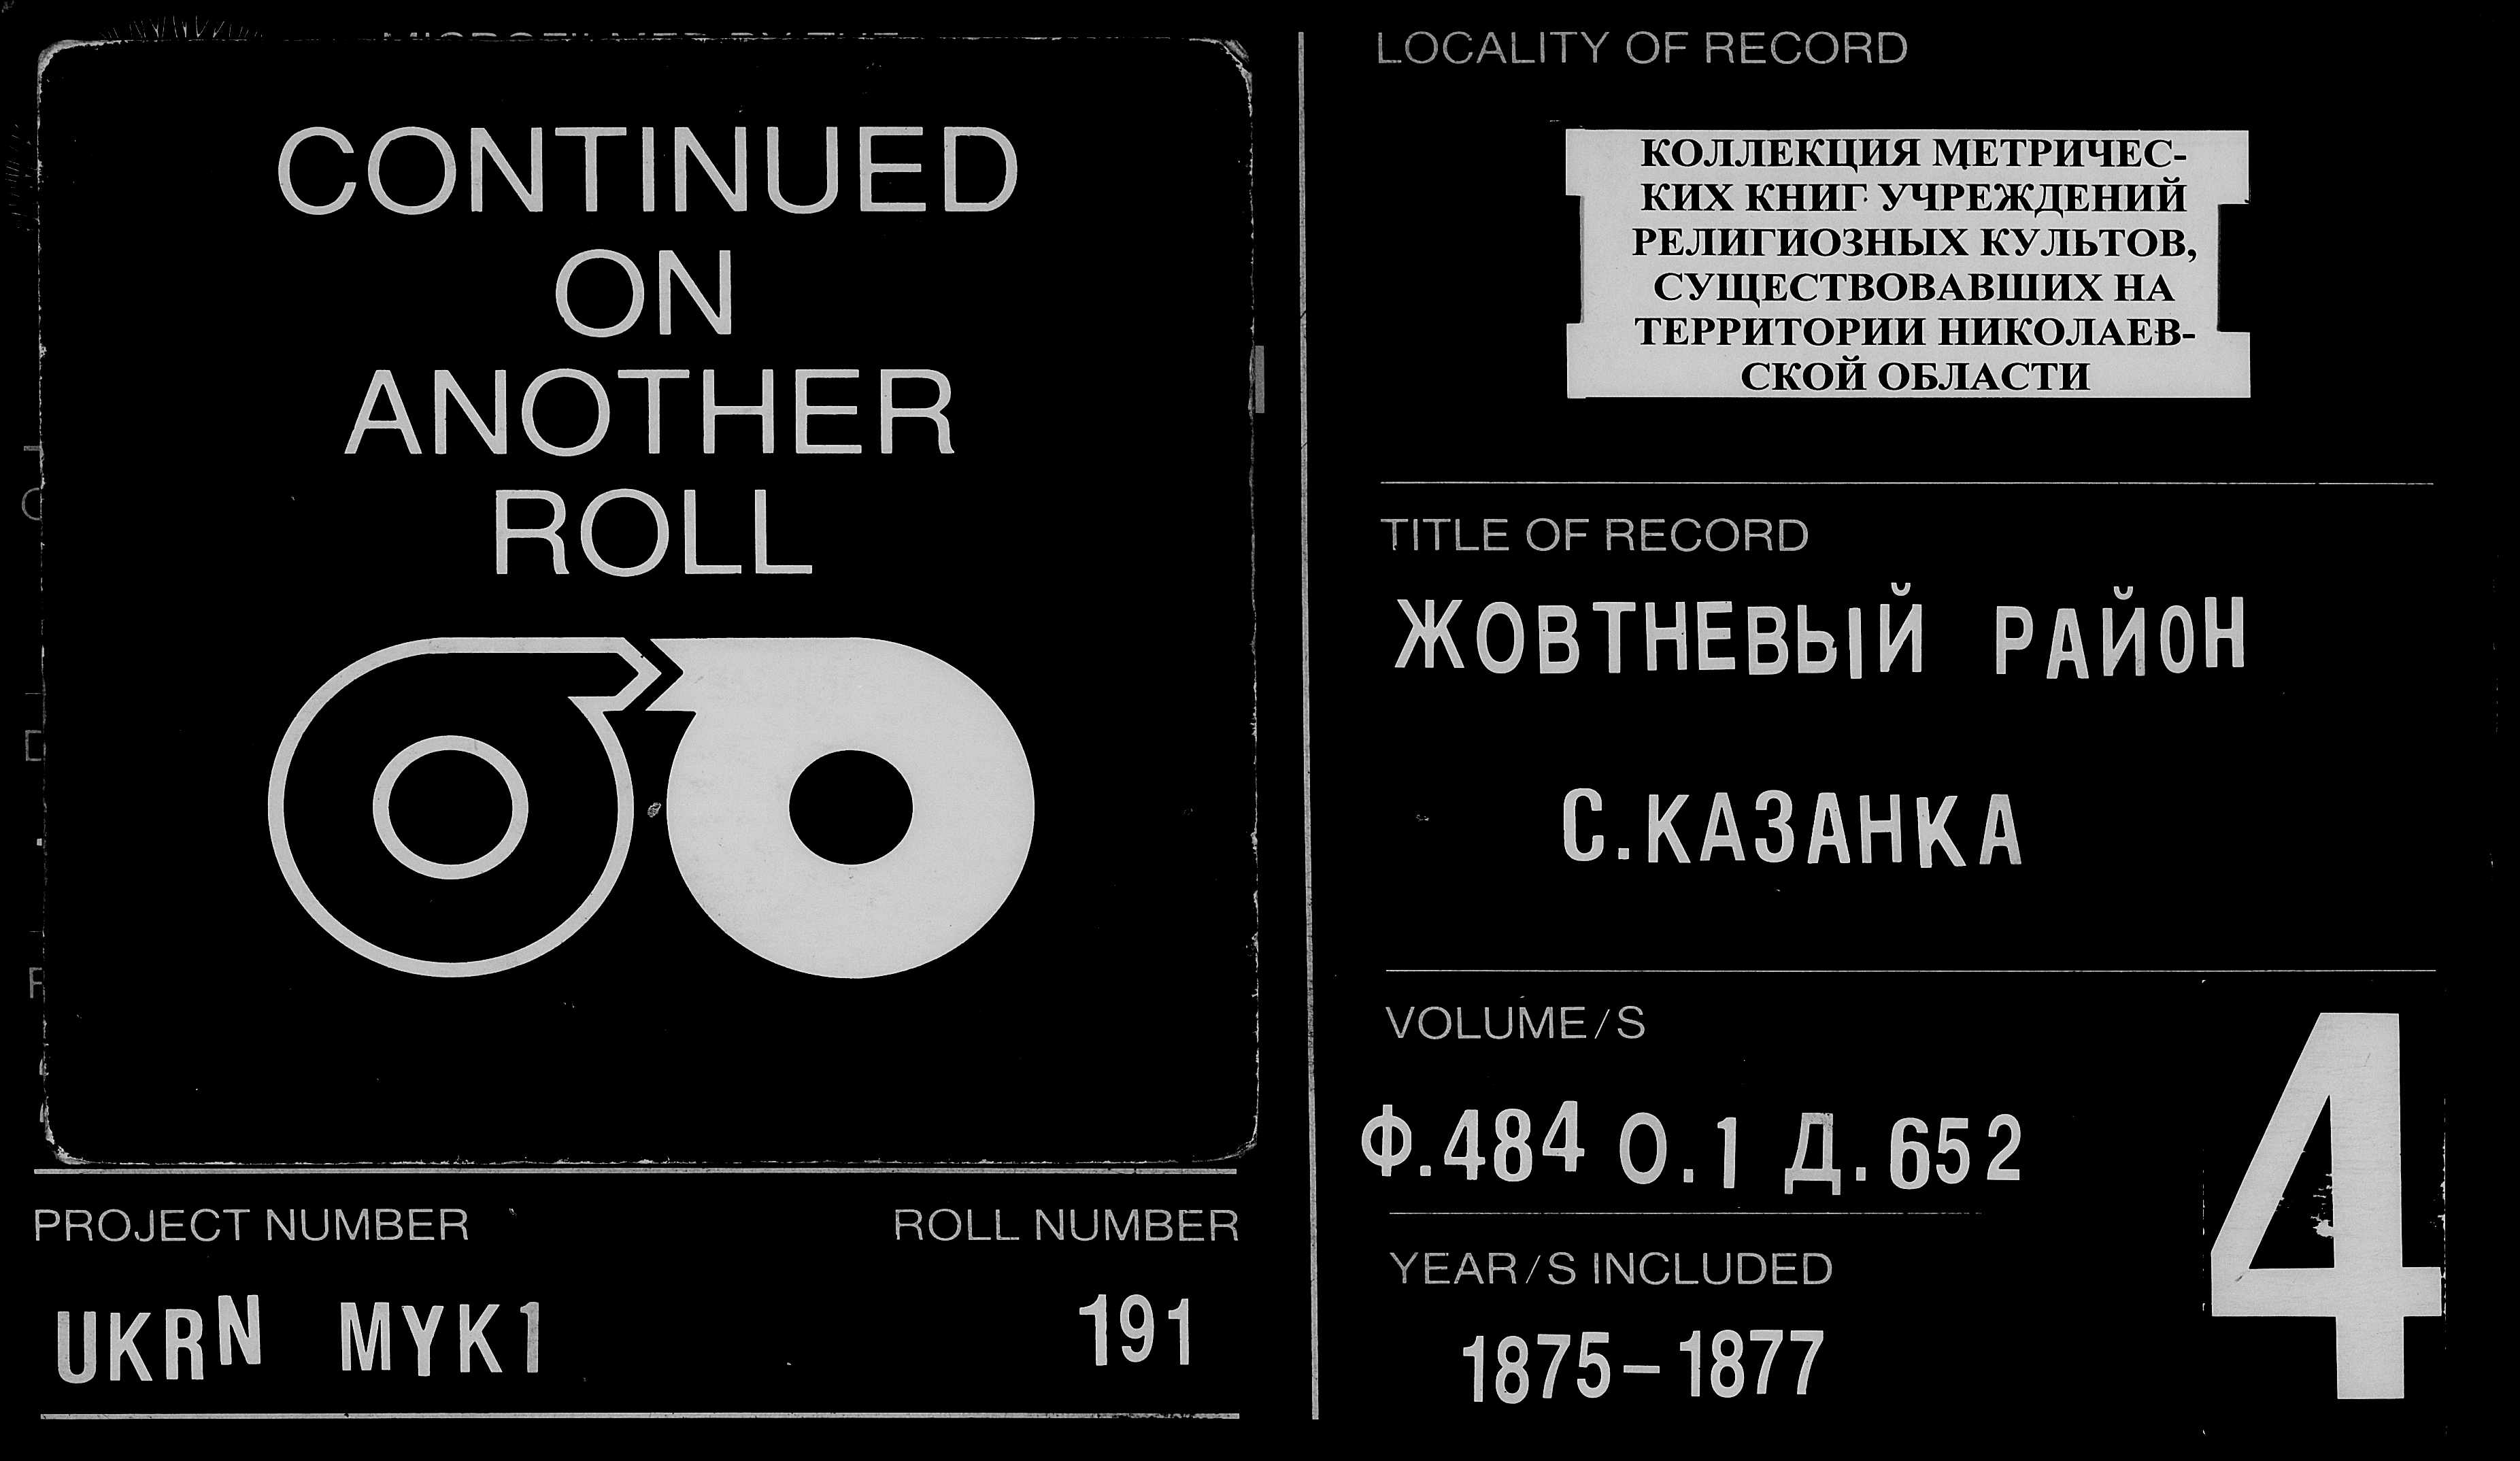 CONTINUED
ON
ANOTHER
ROLL
PROJECT NUMBER
ROLL NUMBER
UKRN MYK1
191
LOCALITY OF RECORD
КОЛЛЕКЦИЯ МЕТРИЧЕС-
КИХ КНИГ УЧРЕЖДЕНИЙ
РЕЛИГИОЗНЫХ КУЛЬТОВ,
СУЩЕСТВОВАВШИХ НА
ТЕРРИТОРИИ НИКОЛАЕВ-
СКОЙ ОБЛАСТИ
TITLE OF RECORD
ЖОВТНЕВЫЙ РАЙОН
С.КАЗАНКА
VOLUME/S
Ф.484 О.1 Д.652
YEAR/S INCLUDED
1875-1877
4